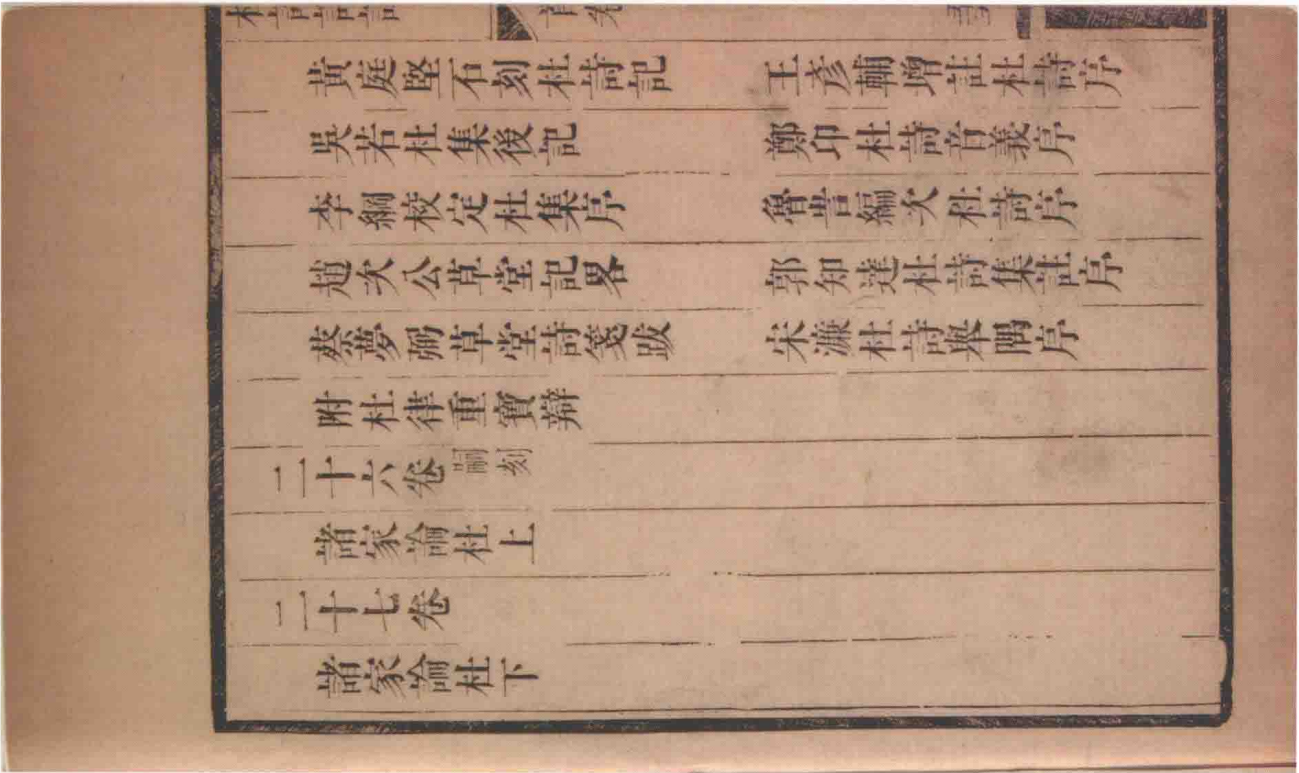 黃庭堅石刻杜詩記　王彥輔增註杜詩序
吳若杜集後記　鄭印杜詩音義序
李綱校定杜集序　魯訔編次杜詩序
趙次公草堂記畧　郭知達杜詩集註序
蔡夢弼草堂詩箋跋　宋濂杜詩舉隅序
附杜律重寶辯
二十六卷 嗣刻
諸家論杜上
二十七卷
諸家論杜下